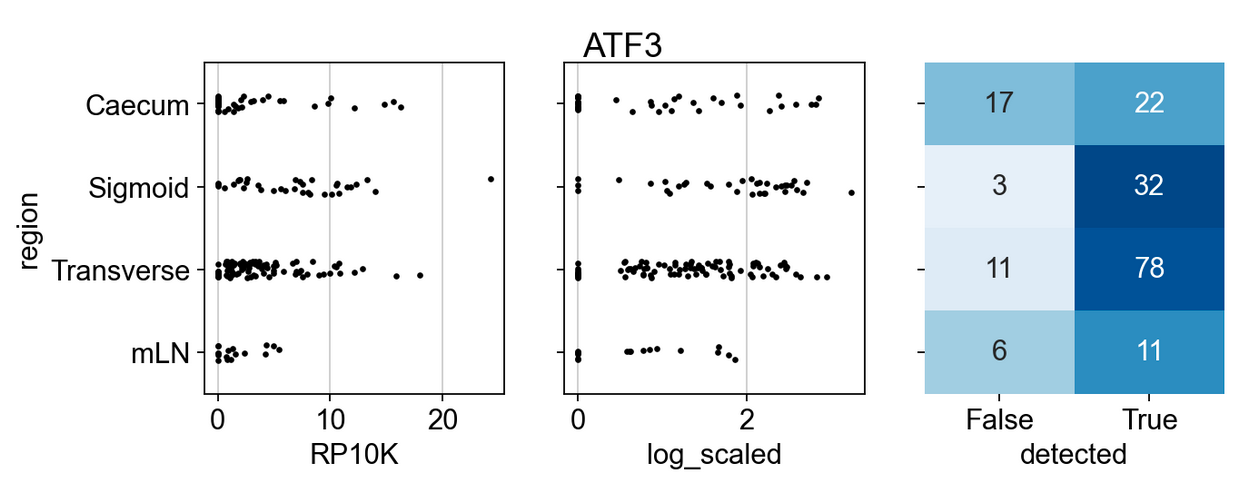 ATF3
region
Caecum
Sigmoid
Transverse
mLN
0 10 20
RP10K
0 2
log_scaled
17 22
3 32
11 78
6 11
False True
detected